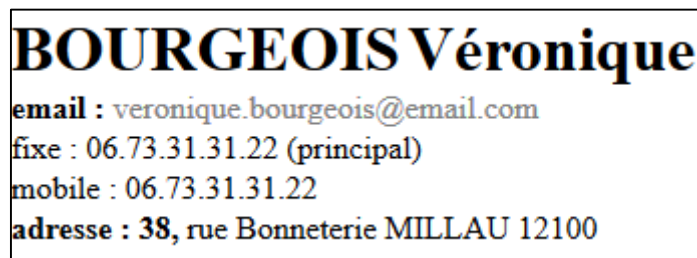 BOURGEOIS Véronique
email : veronique.bourgeois@email.com
fixe : 06.73.31.31.22 (principal)
mobile : 06.73.31.31.22
adresse : 38, rue Bonneterie MILLAU 12100